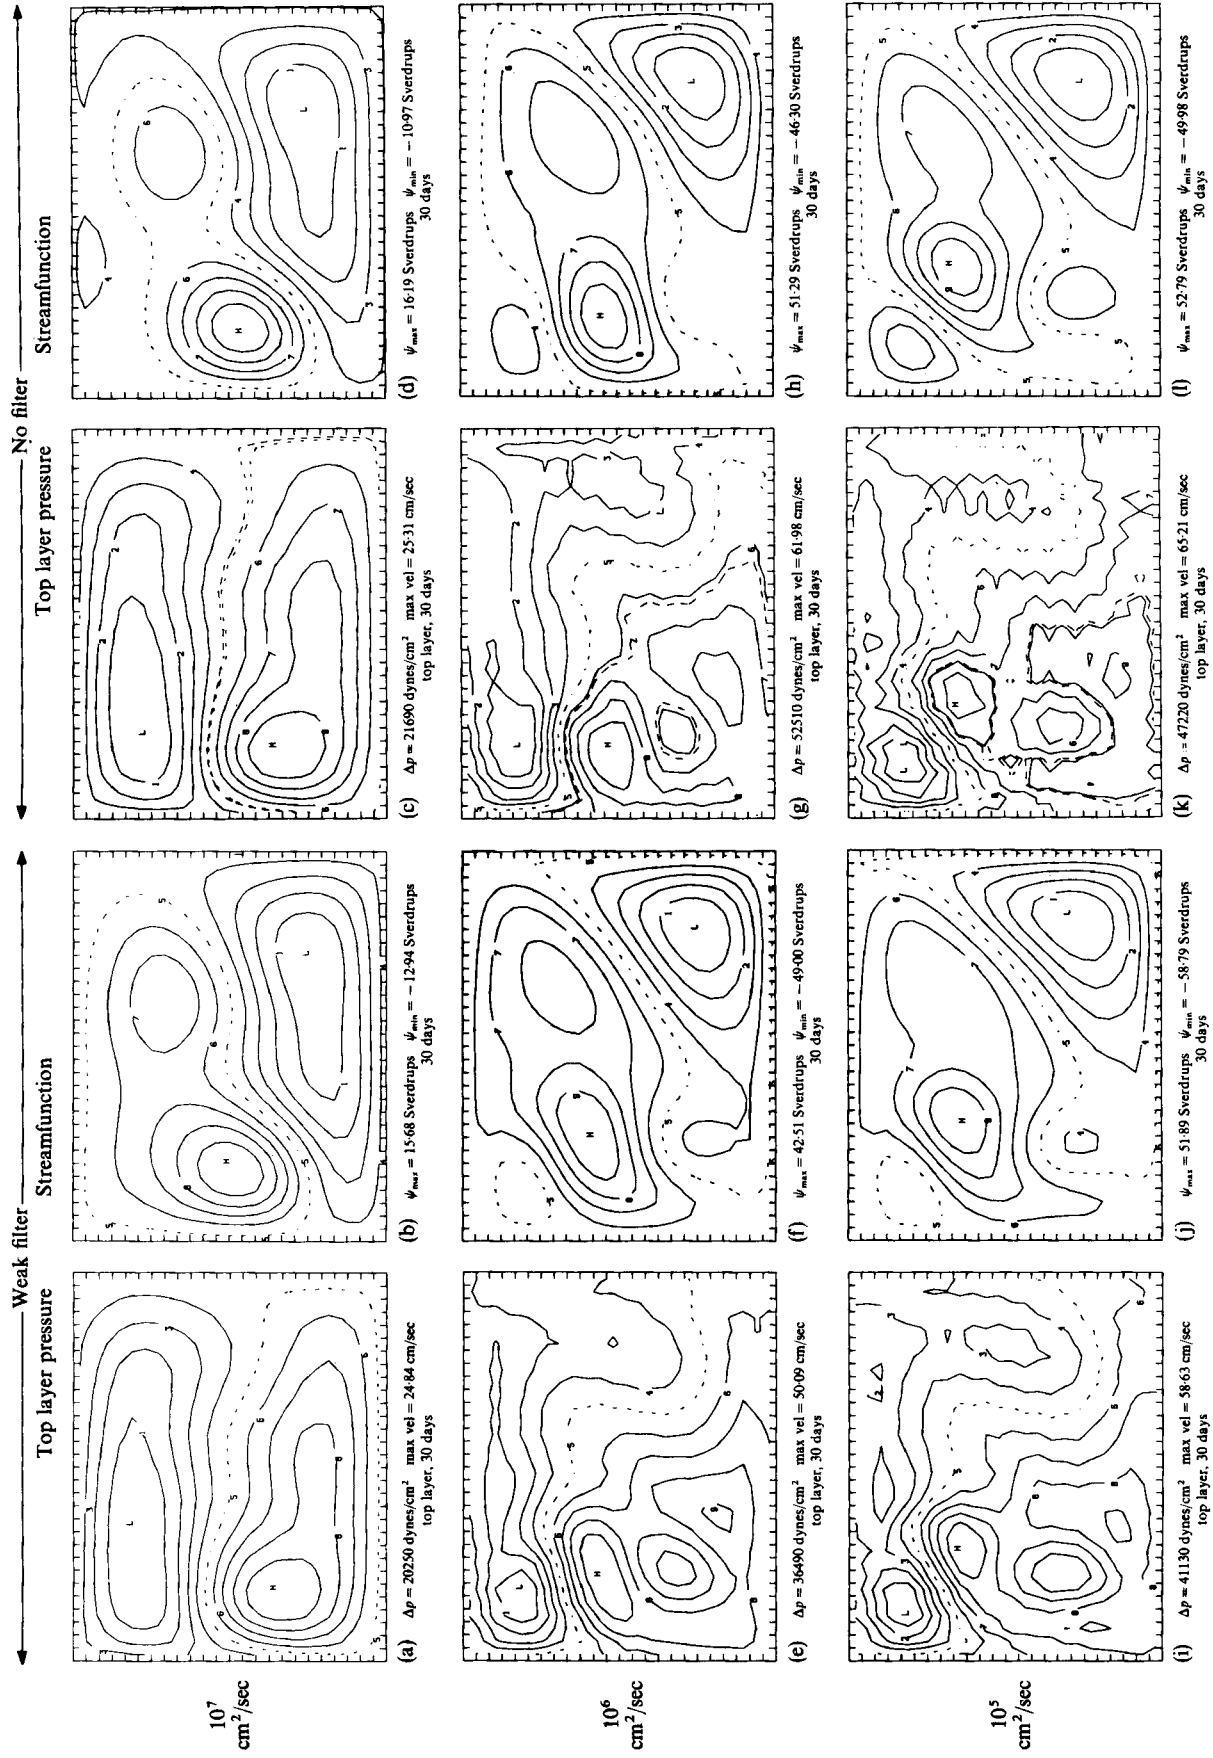 Weak filter
No filter
Top layer pressure
Streamfunction
Top layer pressure
Streamfunction
10⁷
cm²/sec
(a) Δp = 20250 dynes/cm² max vel = 24·84 cm/sec
top layer, 30 days
(b) ψmax = 15·68 Sverdrups ψmin = −12·94 Sverdrups
30 days
(c) Δp = 21690 dynes/cm² max vel = 25·31 cm/sec
top layer, 30 days
(d) ψmax = 16·19 Sverdrups ψmin = −10·97 Sverdrups
30 days
10⁶
cm²/sec
(e) Δp = 36490 dynes/cm² max vel = 50·09 cm/sec
top layer, 30 days
(f) ψmax = 42·51 Sverdrups ψmin = −49·00 Sverdrups
30 days
(g) Δp = 52510 dynes/cm² max vel = 61·98 cm/sec
top layer, 30 days
(h) ψmax = 51·29 Sverdrups ψmin = −46·30 Sverdrups
30 days
10⁵
cm²/sec
(i) Δp = 41130 dynes/cm² max vel = 58·63 cm/sec
top layer, 30 days
(j) ψmax = 51·89 Sverdrups ψmin = −58·79 Sverdrups
30 days
(k) Δp = 47220 dynes/cm² max vel = 65·21 cm/sec
top layer, 30 days
(l) ψmax = 52·79 Sverdrups ψmin = −49·98 Sverdrups
30 days